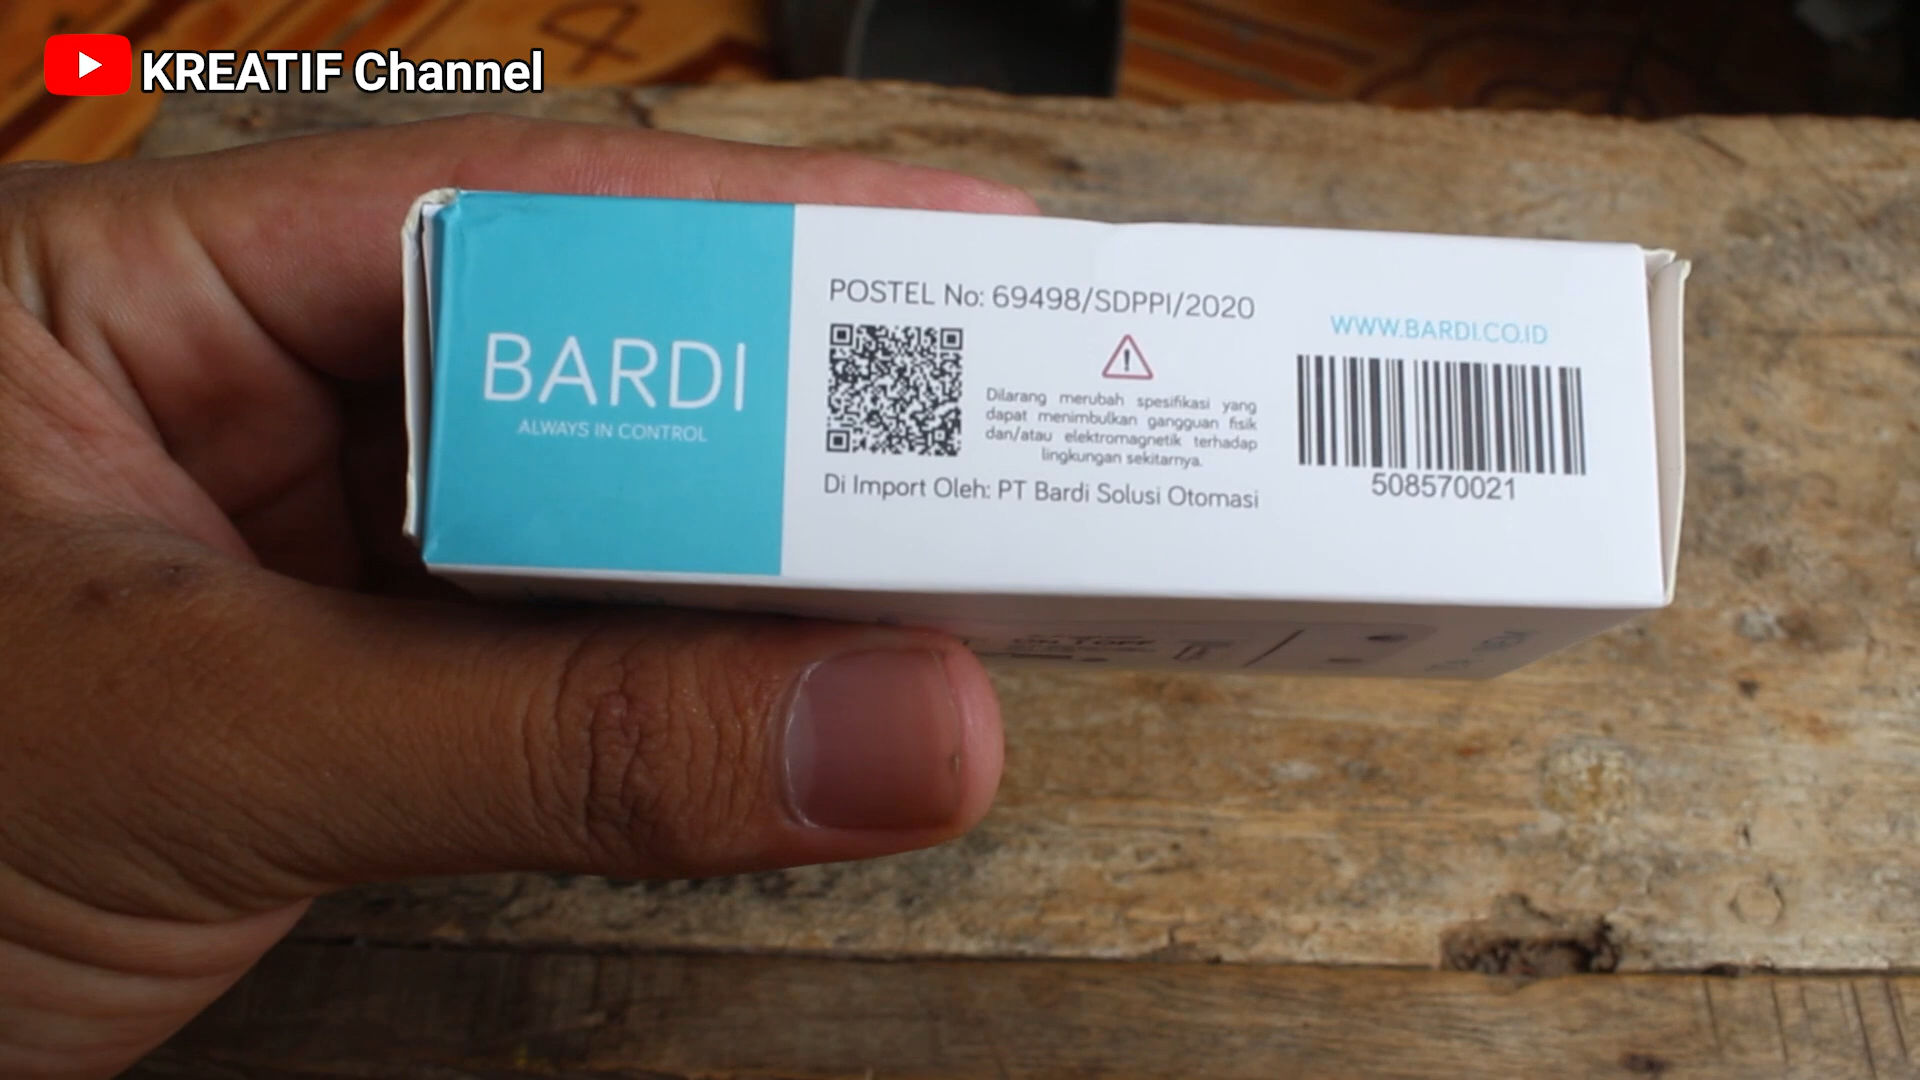 KREATIF Channel
BARDI
ALWAYS IN CONTROL
POSTEL No: 69498/SDPPI/2020
Dilarang merubah spesifikasi yang
dapat menimbulkan gangguan fisik
dan/atau elektromagnetik terhadap
lingkungan sekitarnya.
Di Import Oleh: PT Bardi Solusi Otomasi
WWW.BARDI.CO.ID
508570021